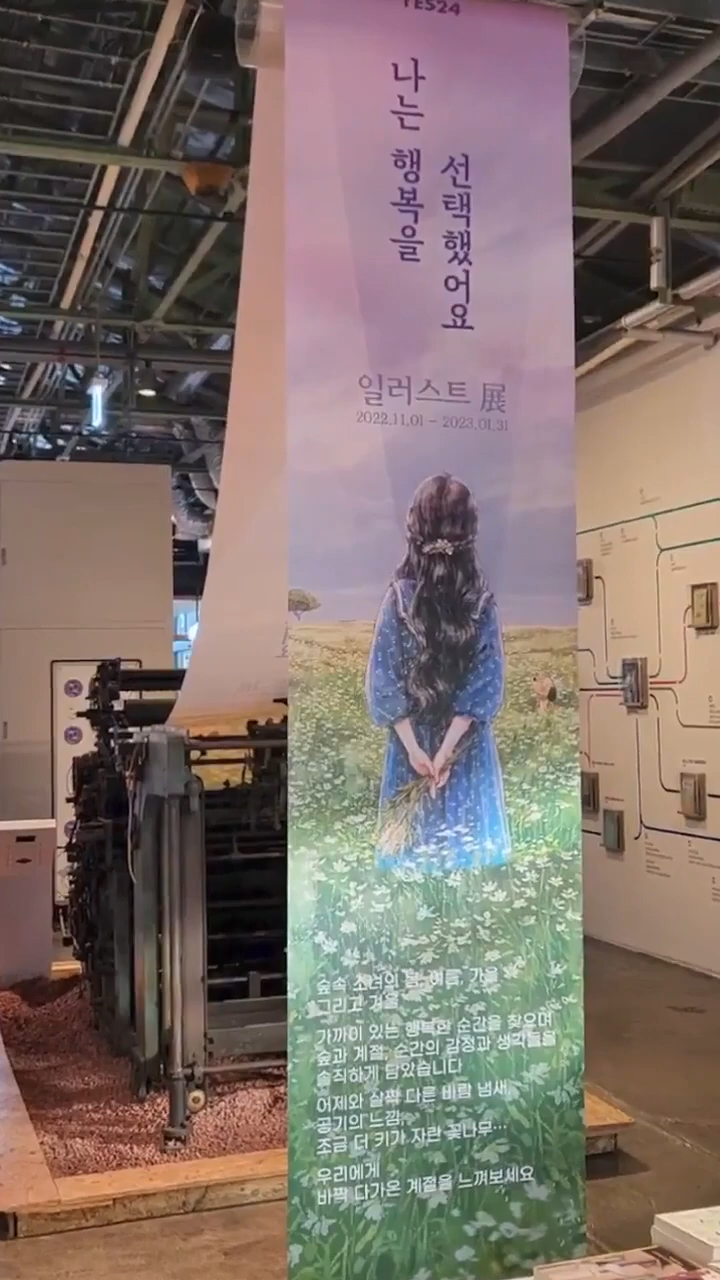 YES24
나는 행복을
선택했어요
일러스트 展
2022.11.01 - 2023.01.31
숲속 소녀의 봄, 여름, 가을
그리고 겨울
가까이 있는 행복한 순간을 찾으며
숲과 계절, 순간의 감정과 생각들을
솔직하게 담았습니다
어제와 살짝 다른 바람 냄새,
공기의 느낌,
조금 더 키가 자란 꽃나무...
우리에게
바짝 다가온 계절을 느껴보세요